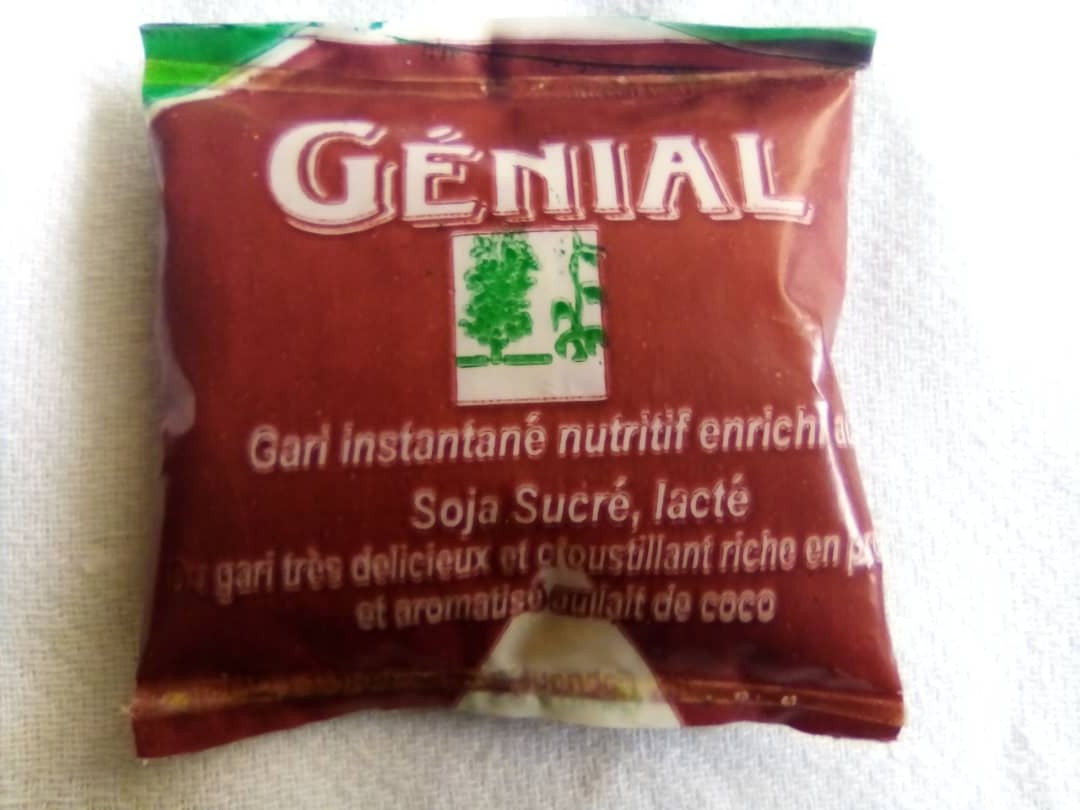 GÉNIAL
Gari instantané nutritif enrichi
Soja Sucré, lacté
gari très delicieux et croustillant riche en
et aromatisé aulait de coco